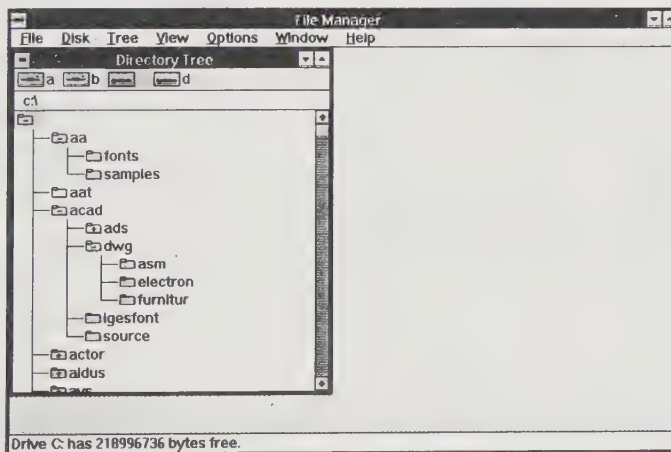 File Manager
File Disk Tree View Options Window Help
Directory Tree
a b d
c:\
aa
fonts
samples
aat
acad
ads
dwg
asm
electron
furnitur
igesfont
source
actor
aldus
Drive C: has 218996736 bytes free.